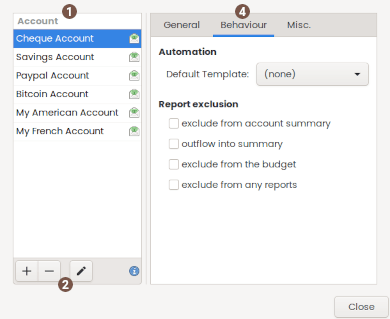 1
4
Account
Cheque Account
Savings Account
Paypal Account
Bitcoin Account
My American Account
My French Account
2
General Behaviour Misc.
Automation
Default Template: (none)
Report exclusion
exclude from account summary
outflow into summary
exclude from the budget
exclude from any reports
Close